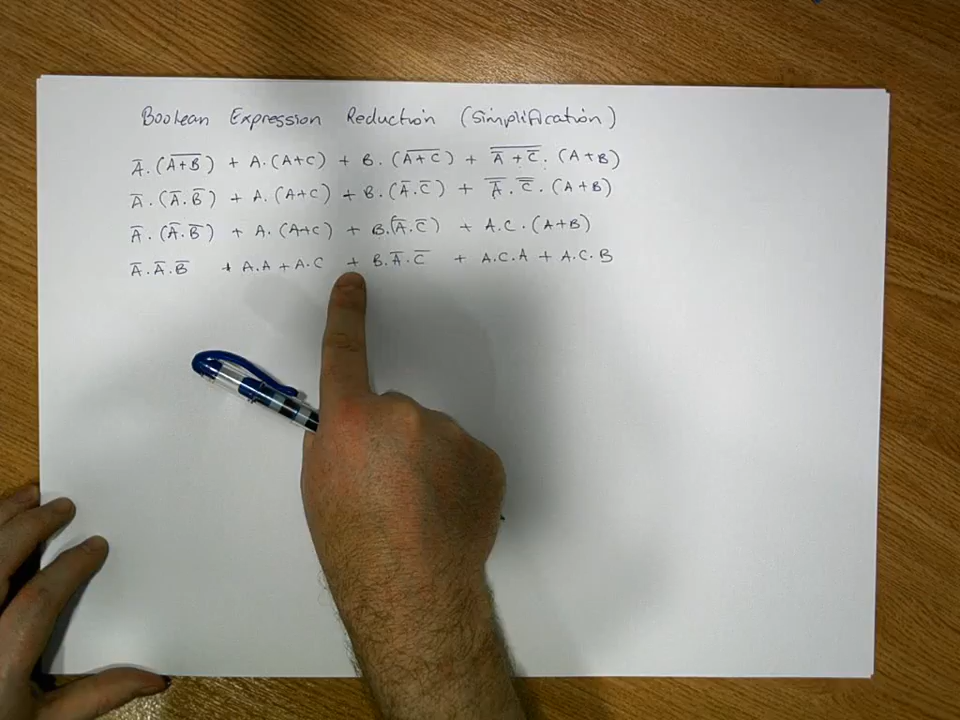 Boolean Expression Reduction (Simplification)
A̅.(A̅+̅B̅) + A.(A+C) + B.(A̅+̅C̅) + A̅̅+̅C̅̅.(A+B)
A̅.(A̅.B̅) + A.(A+C) + B.(A̅.C̅) + A̅̅.C̅̅.(A+B)
A̅.(A̅.B̅) + A.(A+C) + B.(A̅.C̅) + A.C.(A+B)
A̅.A̅.B̅ + A.A+A.C + B.A̅.C̅ + A.C.A + A.C.B